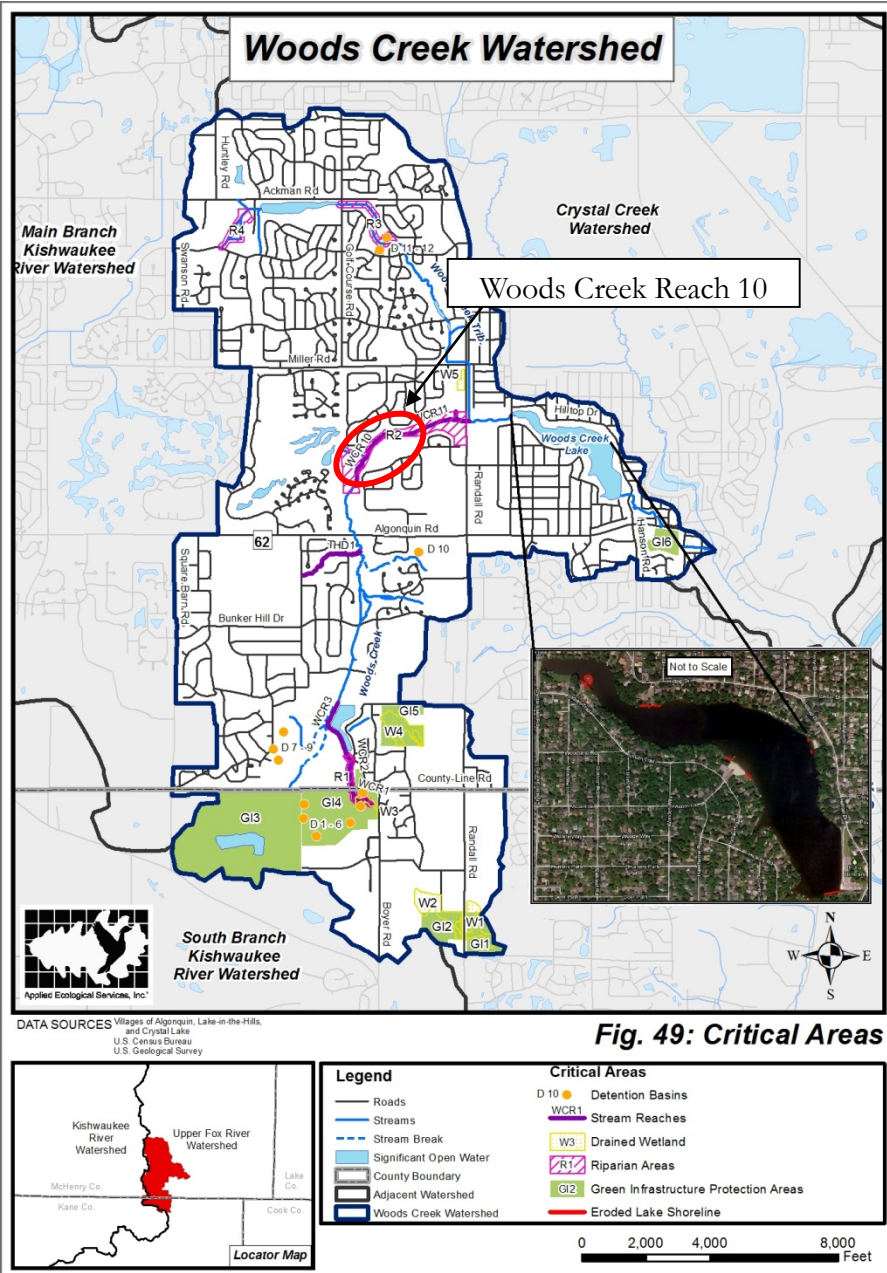 Woods Creek Watershed
Huntley Rd
Ackman Rd
Crystal Creek
Watershed
Main Branch
Kishwaukee
River Watershed
R4
R3
D 11 - 12
Swanson Rd
Golf Course Rd
Woods Creek Reach 10
Trib.
Miller Rd
W5
WCR11
Hilltop Dr
R2
WCR10
Woods Creek
Lake
Randall Rd
Algonquin Rd
62
THD1
D 10
Hanson Rd
GI6
Square Barn Rd.
Bunker Hill Dr
Woods Creek
Not to Scale
WCR3
GI5
W4
D 7 - 9
WCR2
R1
County-Line Rd
WCR1
GI3
GI4
W3
D 1 - 6
Randall Rd
W2
W1
GI2
GI1
Boyer Rd
South Branch
Kishwaukee
River Watershed
N
W
E
S
Applied Ecological Services, Inc.
DATA SOURCES Villages of Algonquin, Lake-in-the-Hills,
and Crystal Lake
U.S. Census Bureau
U.S. Geological Survey
Fig. 49: Critical Areas
Kishwaukee
River
Watershed
Upper Fox River
Watershed
McHenry Co.
Lake
Co.
Kane Co.
Cook Co.
Locator Map
Legend
Roads
Streams
Stream Break
Significant Open Water
County Boundary
Adjacent Watershed
Woods Creek Watershed
Critical Areas
D 10 Detention Basins
WCR1 Stream Reaches
W3 Drained Wetland
R1 Riparian Areas
GI2 Green Infrastructure Protection Areas
Eroded Lake Shoreline
0 2,000 4,000 8,000
Feet